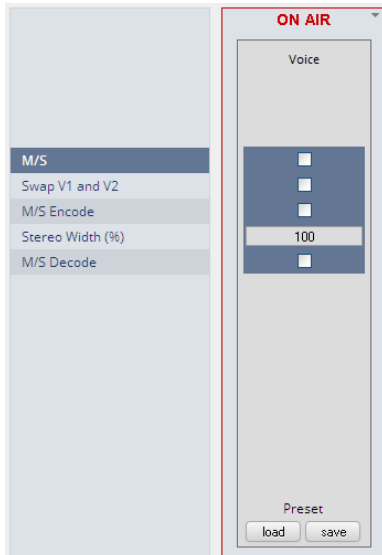 ON AIR
Voice
M/S
Swap V1 and V2
M/S Encode
Stereo Width (%) 100
M/S Decode
Preset
load save